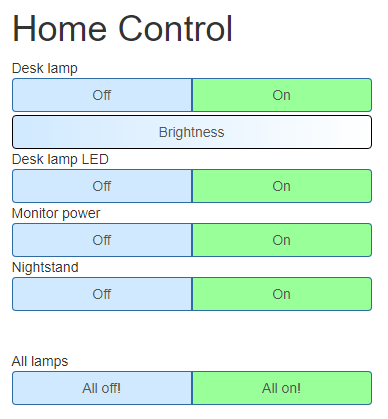 Home Control
Desk lamp
Off On
Brightness
Desk lamp LED
Off On
Monitor power
Off On
Nightstand
Off On
All lamps
All off! All on!